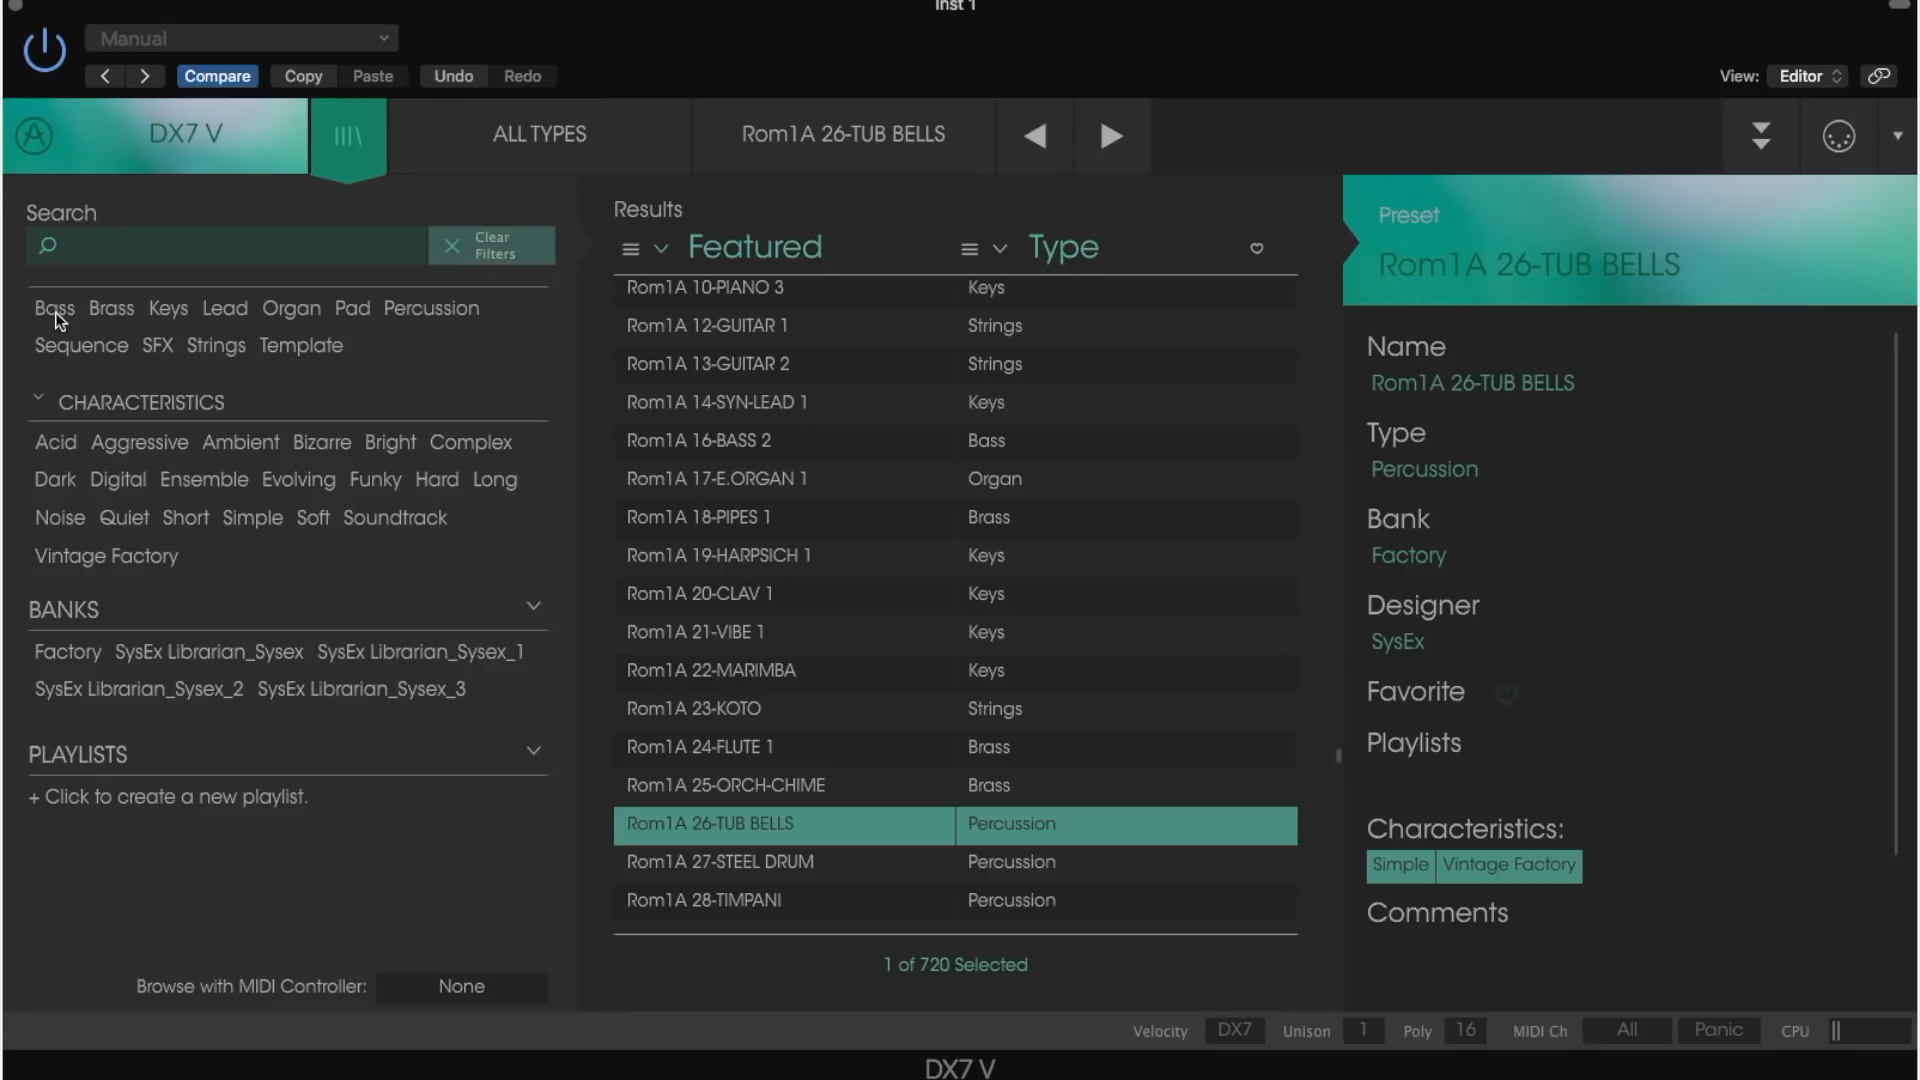 Inst 1
Manual
Compare Copy Paste Undo Redo View: Editor
DX7 V ALL TYPES Rom1A 26-TUB BELLS
Search
Clear
Filters
Bass Brass Keys Lead Organ Pad Percussion
Sequence SFX Strings Template
CHARACTERISTICS
Acid Aggressive Ambient Bizarre Bright Complex
Dark Digital Ensemble Evolving Funky Hard Long
Noise Quiet Short Simple Soft Soundtrack
Vintage Factory
BANKS
Factory SysEx Librarian_Sysex SysEx Librarian_Sysex_1
SysEx Librarian_Sysex_2 SysEx Librarian_Sysex_3
PLAYLISTS
+ Click to create a new playlist.
Browse with MIDI Controller: None
Results
Featured Type
Rom1A 10-PIANO 3 Keys
Rom1A 12-GUITAR 1 Strings
Rom1A 13-GUITAR 2 Strings
Rom1A 14-SYN-LEAD 1 Keys
Rom1A 16-BASS 2 Bass
Rom1A 17-E.ORGAN 1 Organ
Rom1A 18-PIPES 1 Brass
Rom1A 19-HARPSICH 1 Keys
Rom1A 20-CLAV 1 Keys
Rom1A 21-VIBE 1 Keys
Rom1A 22-MARIMBA Keys
Rom1A 23-KOTO Strings
Rom1A 24-FLUTE 1 Brass
Rom1A 25-ORCH-CHIME Brass
Rom1A 26-TUB BELLS Percussion
Rom1A 27-STEEL DRUM Percussion
Rom1A 28-TIMPANI Percussion
1 of 720 Selected
Preset
Rom1A 26-TUB BELLS
Name
Rom1A 26-TUB BELLS
Type
Percussion
Bank
Factory
Designer
SysEx
Favorite
Playlists
Characteristics:
Simple Vintage Factory
Comments
Velocity DX7 Unison 1 Poly 16 MIDI Ch All Panic CPU
DX7 V